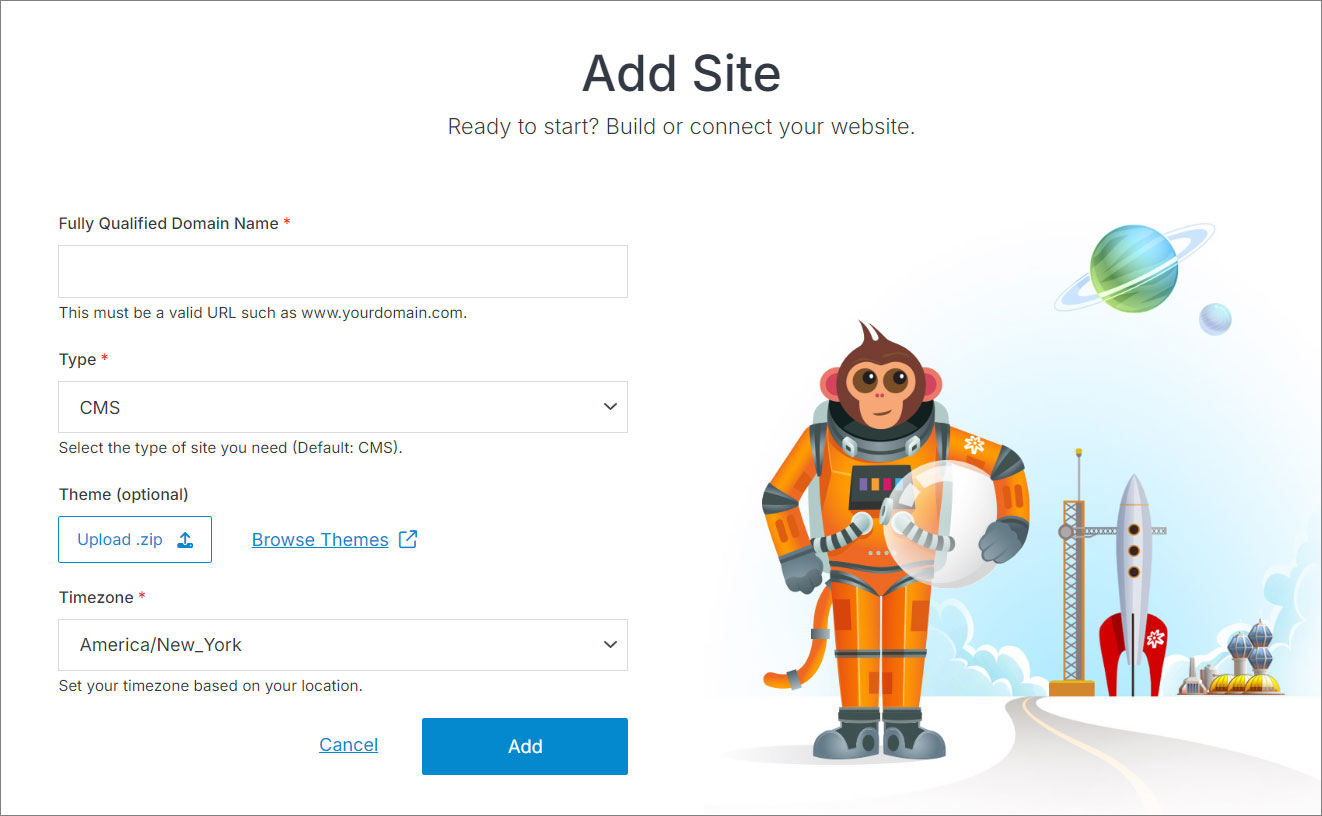 Add Site
Ready to start? Build or connect your website.
Fully Qualified Domain Name *
This must be a valid URL such as www.yourdomain.com.
Type *
CMS
Select the type of site you need (Default: CMS).
Theme (optional)
Upload .zip
Browse Themes
Timezone *
America/New_York
Set your timezone based on your location.
Cancel
Add